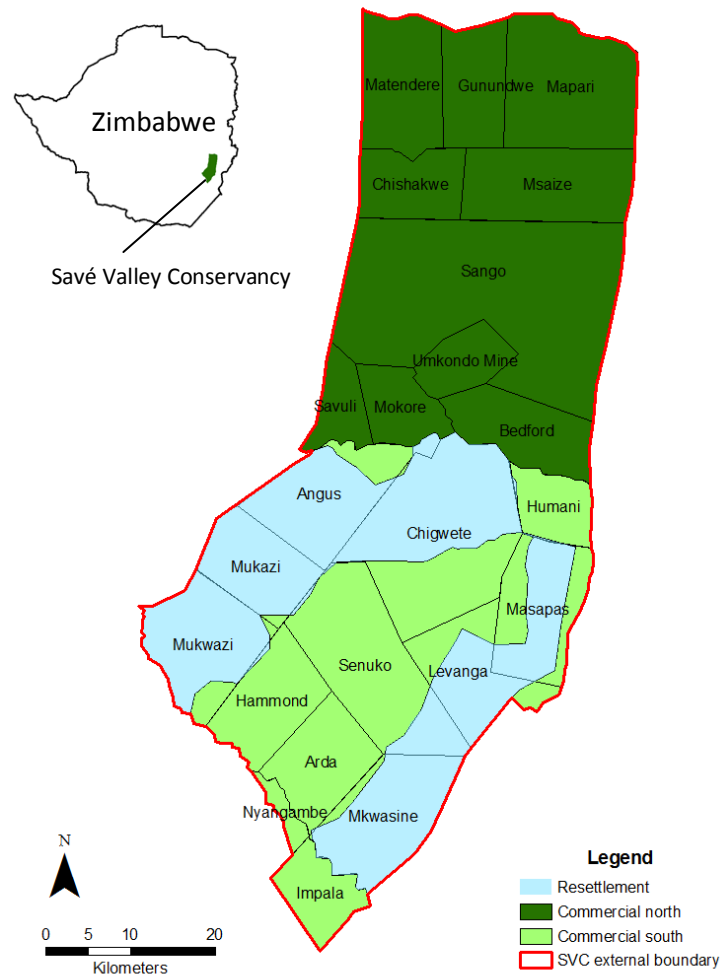 Zimbabwe
Savé Valley Conservancy
Matendere
Gunundwe
Mapari
Chishakwe
Msaize
Sango
Umkondo Mine
Savuli
Mokore
Bedford
Angus
Humani
Chigwete
Mukazi
Masapas
Mukwazi
Senuko
Levanga
Hammond
Arda
Nyangambe
Mkwasine
Impala
N
0 5 10 20
Kilometers
Legend
Resettlement
Commercial north
Commercial south
SVC external boundary